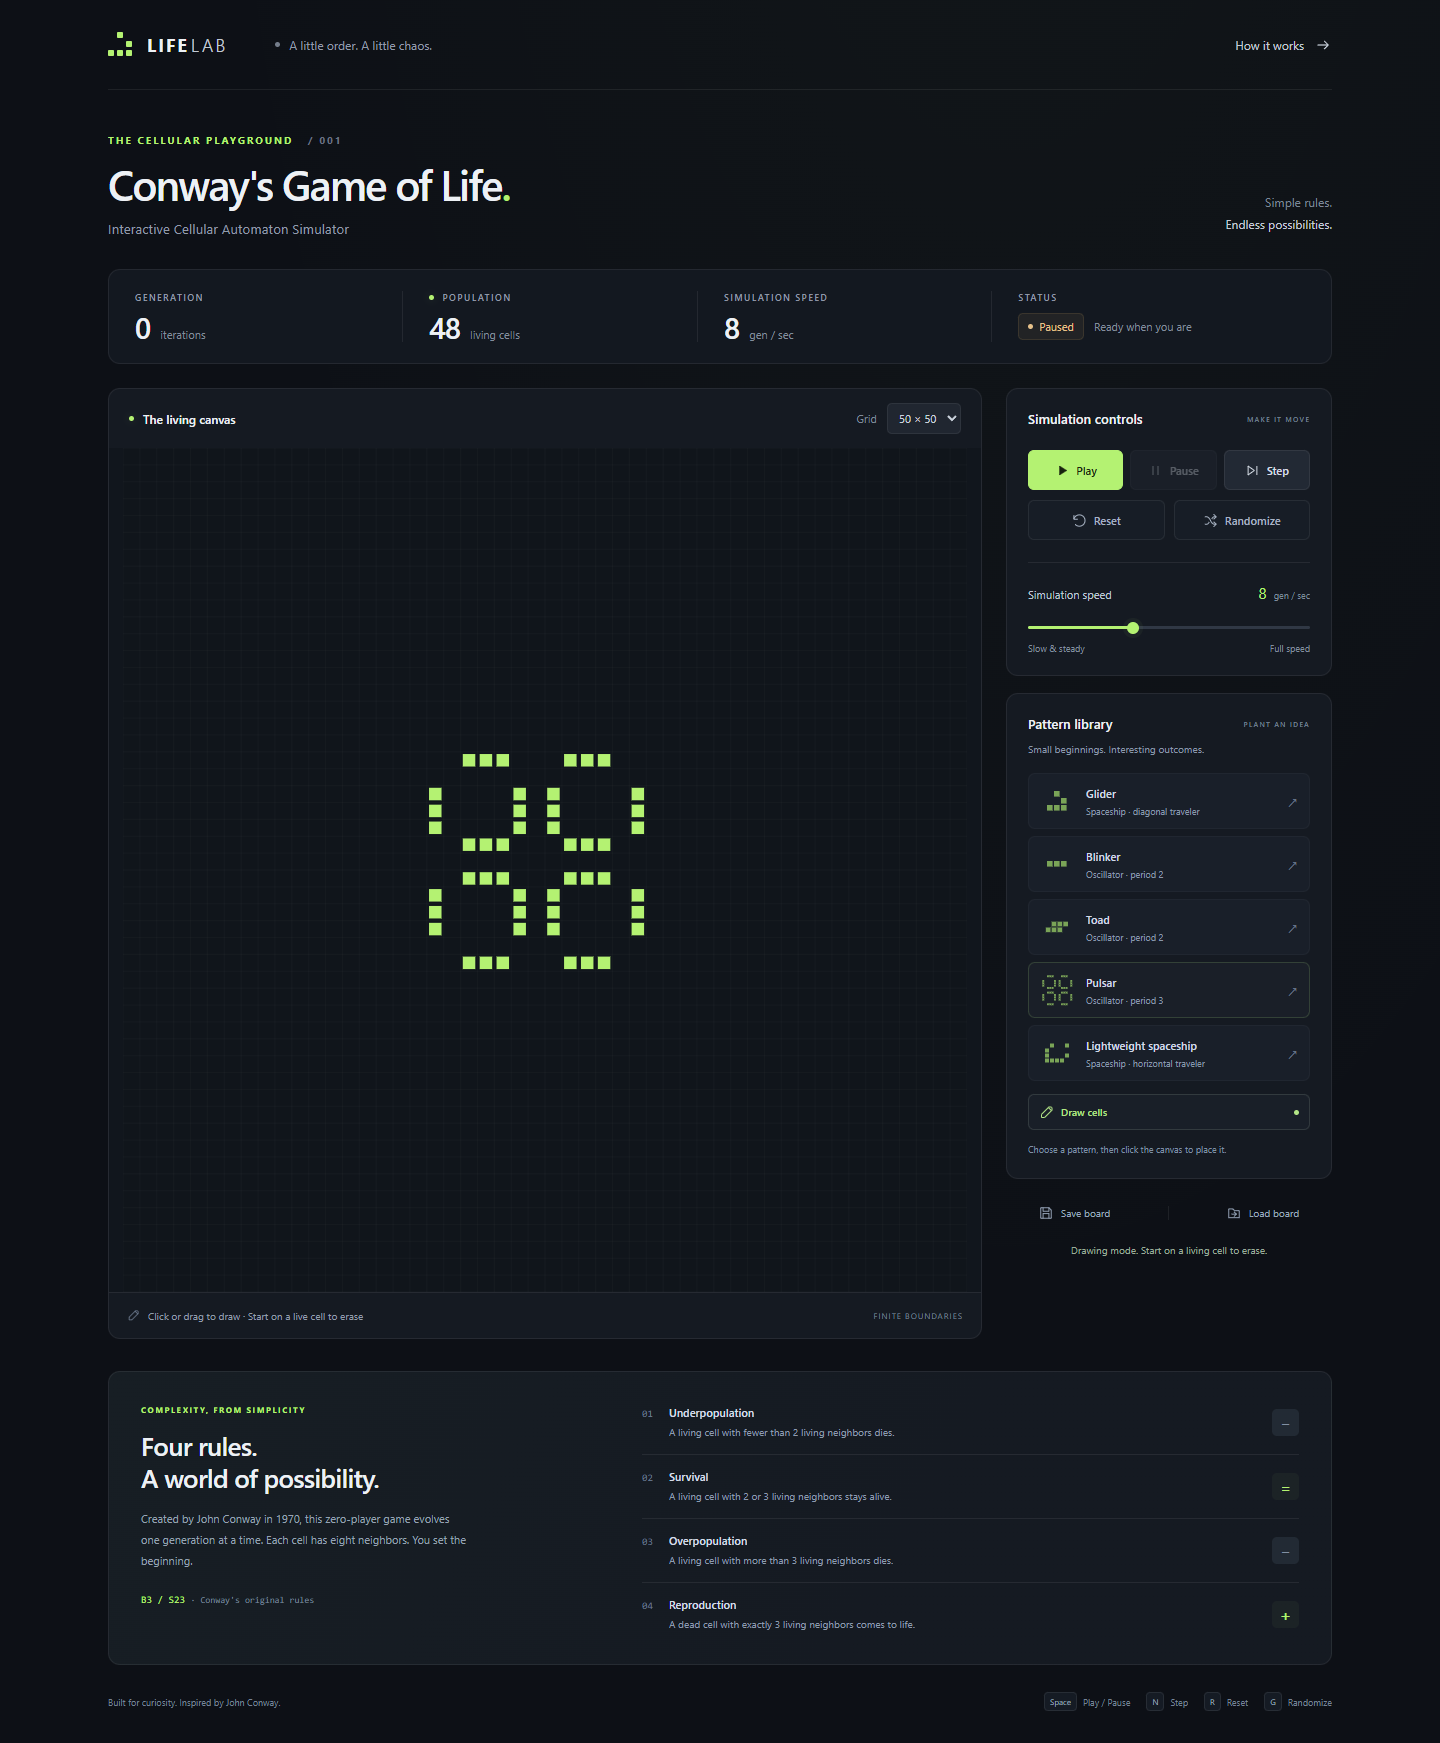 LIFELAB
A little order. A little chaos.
How it works →
THE CELLULAR PLAYGROUND / 001
Conway's Game of Life.
Interactive Cellular Automaton Simulator
Simple rules.
Endless possibilities.
GENERATION
0 iterations
POPULATION
48 living cells
SIMULATION SPEED
8 gen / sec
STATUS
Paused Ready when you are
The living canvas
Grid 50 × 50
Click or drag to draw · Start on a live cell to erase
FINITE BOUNDARIES
Simulation controls
MAKE IT MOVE
Play
Pause
Step
Reset
Randomize
Simulation speed
8 gen / sec
Slow & steady
Full speed
Pattern library
PLANT AN IDEA
Small beginnings. Interesting outcomes.
Glider
Spaceship · diagonal traveler
Blinker
Oscillator · period 2
Toad
Oscillator · period 2
Pulsar
Oscillator · period 3
Lightweight spaceship
Spaceship · horizontal traveler
Draw cells
Choose a pattern, then click the canvas to place it.
Save board
Load board
Drawing mode. Start on a living cell to erase.
COMPLEXITY, FROM SIMPLICITY
Four rules.
A world of possibility.
Created by John Conway in 1970, this zero-player game evolves
one generation at a time. Each cell has eight neighbors. You set the
beginning.
B3 / S23 · Conway's original rules
01 Underpopulation
A living cell with fewer than 2 living neighbors dies.
−
02 Survival
A living cell with 2 or 3 living neighbors stays alive.
=
03 Overpopulation
A living cell with more than 3 living neighbors dies.
−
04 Reproduction
A dead cell with exactly 3 living neighbors comes to life.
+
Built for curiosity. Inspired by John Conway.
Space Play / Pause N Step R Reset G Randomize